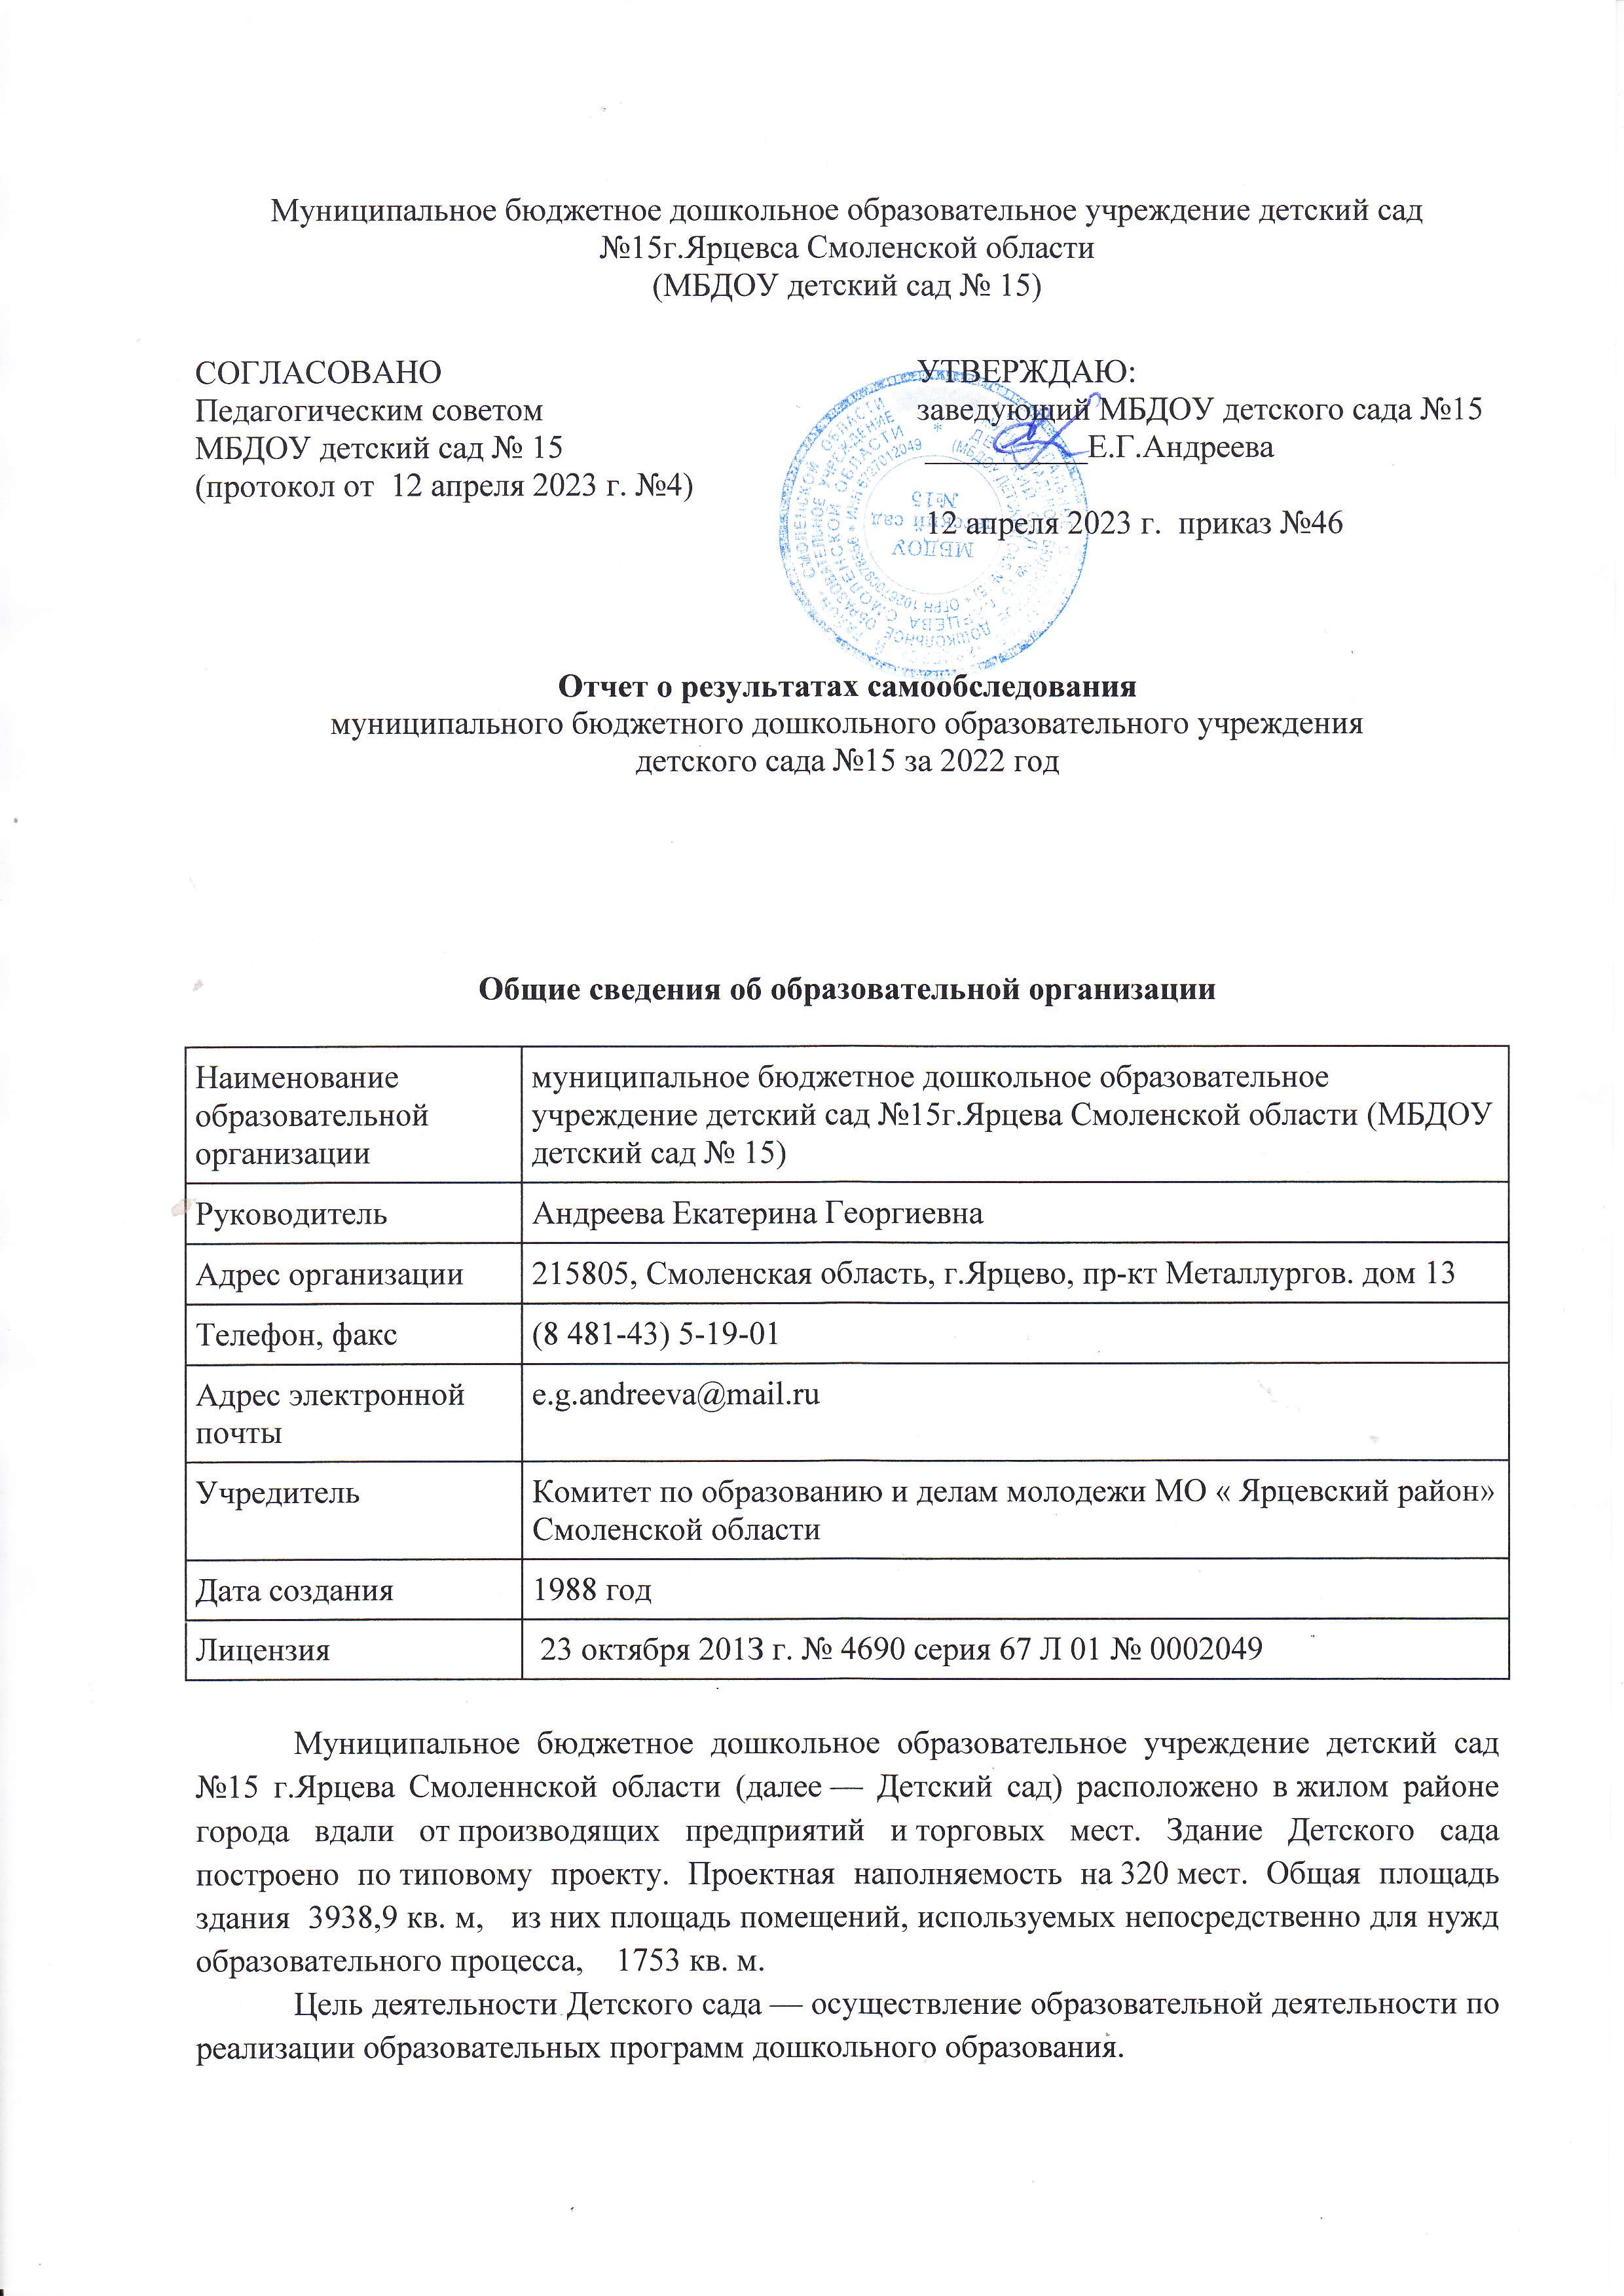 Муниципальное бюджетное дошкольное образовательное учреждение детский сад
№15г.Ярцевса Смоленской области
(МБДОУ детский сад № 15)
СОГЛАСОВАНО
Педагогическим советом
МБДОУ детский сад № 15
(протокол от 12 апреля 2023 г. №4)
УТВЕРЖДАЮ:
заведующий МБДОУ детского сада №15
__________Е.Г.Андреева
12 апреля 2023 г. приказ №46
МБДОУ
детский сад
№15
Отчет о результатах самообследования
муниципального бюджетного дошкольного образовательного учреждения
детского сада №15 за 2022 год
Общие сведения об образовательной организации
Наименование
образовательной
организации
муниципальное бюджетное дошкольное образовательное
учреждение детский сад №15г.Ярцева Смоленской области (МБДОУ
детский сад № 15)
Руководитель
Андреева Екатерина Георгиевна
Адрес организации
215805, Смоленская область, г.Ярцево, пр-кт Металлургов. дом 13
Телефон, факс
(8 481-43) 5-19-01
Адрес электронной
почты
e.g.andreeva@mail.ru
Учредитель
Комитет по образованию и делам молодежи МО « Ярцевский район»
Смоленской области
Дата создания
1988 год
Лицензия
23 октября 2013 г. № 4690 серия 67 Л 01 № 0002049
Муниципальное бюджетное дошкольное образовательное учреждение детский сад
№15 г.Ярцева Смоленнской области (далее — Детский сад) расположено в жилом районе
города вдали от производящих предприятий и торговых мест. Здание Детского сада
построено по типовому проекту. Проектная наполняемость на 320 мест. Общая площадь
здания 3938,9 кв. м, из них площадь помещений, используемых непосредственно для нужд
образовательного процесса, 1753 кв. м.
Цель деятельности Детского сада — осуществление образовательной деятельности по
реализации образовательных программ дошкольного образования.